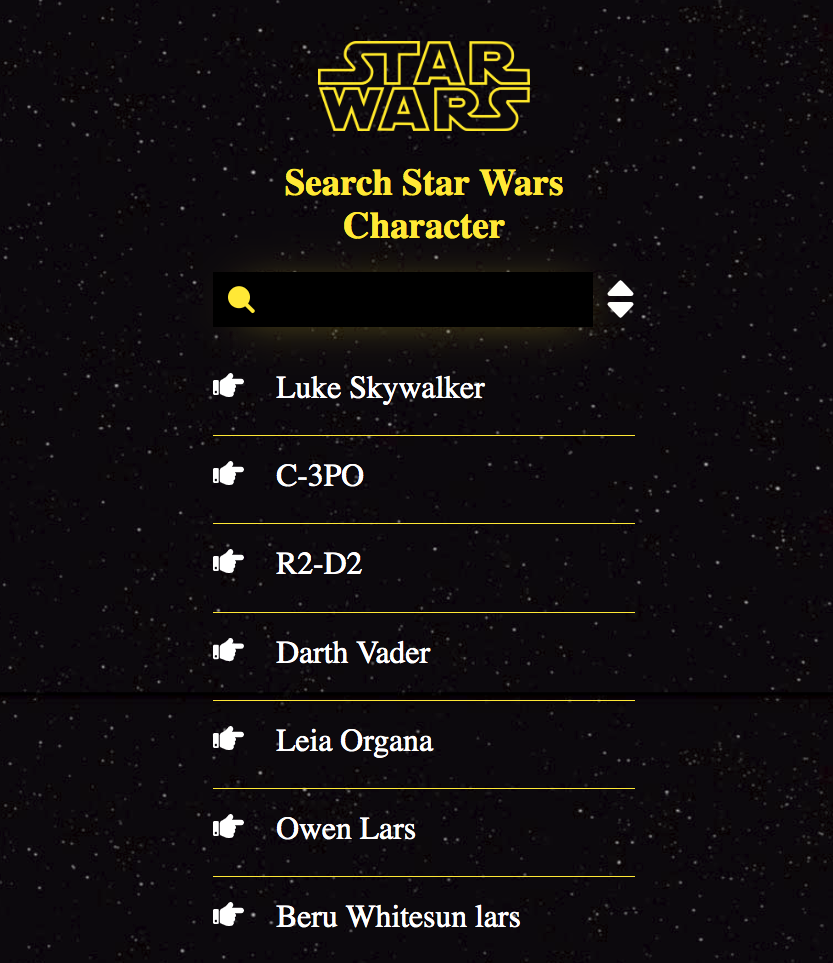 STAR
WARS
Search Star Wars
Character
Luke Skywalker
C-3PO
R2-D2
Darth Vader
Leia Organa
Owen Lars
Beru Whitesun lars